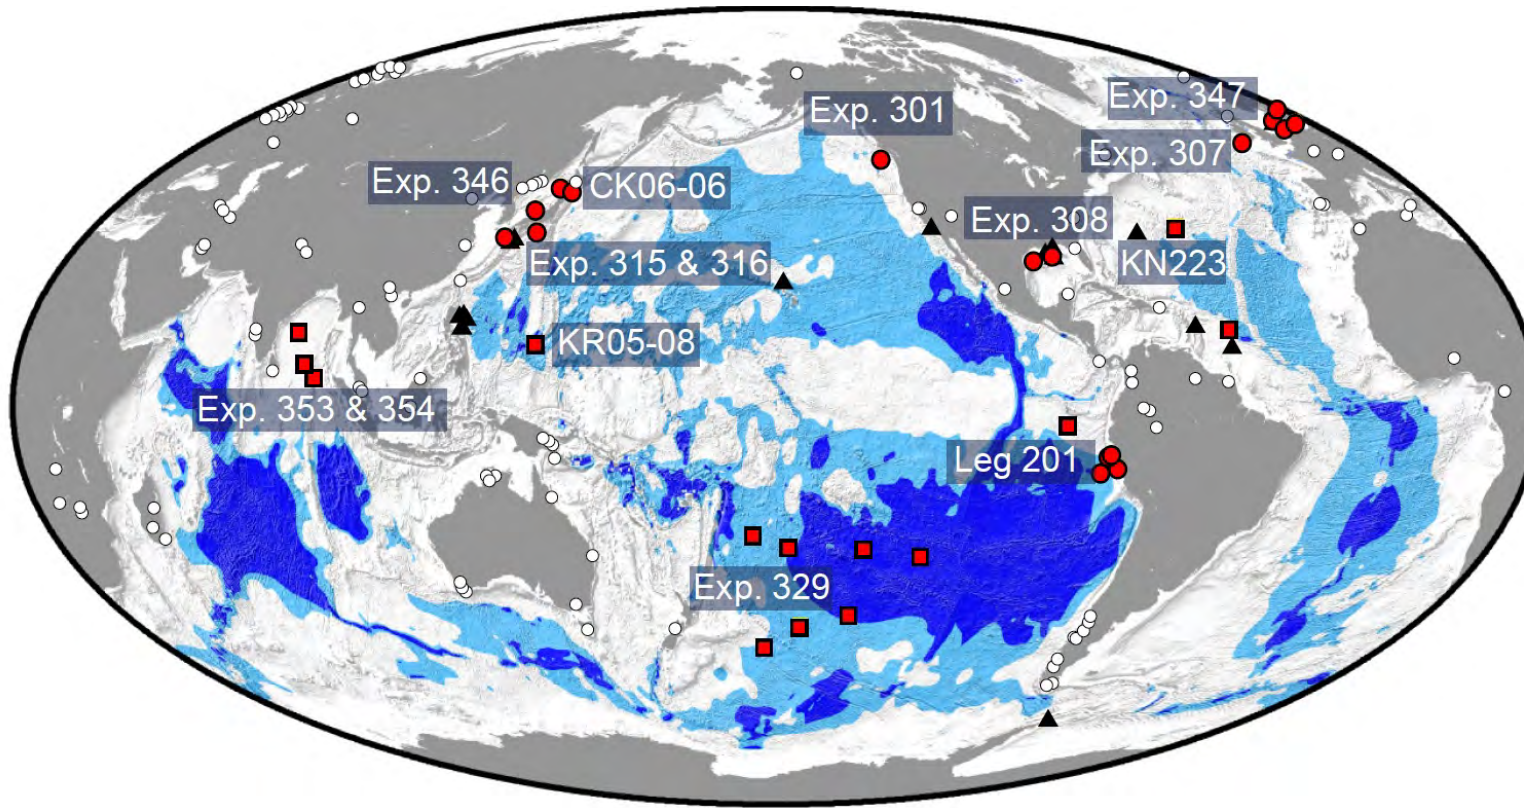 Exp. 301
Exp. 347
Exp. 307
Exp. 346
CK06-06
Exp. 308
Exp. 315 & 316
KN223
KR05-08
Exp. 353 & 354
Leg 201
Exp. 329